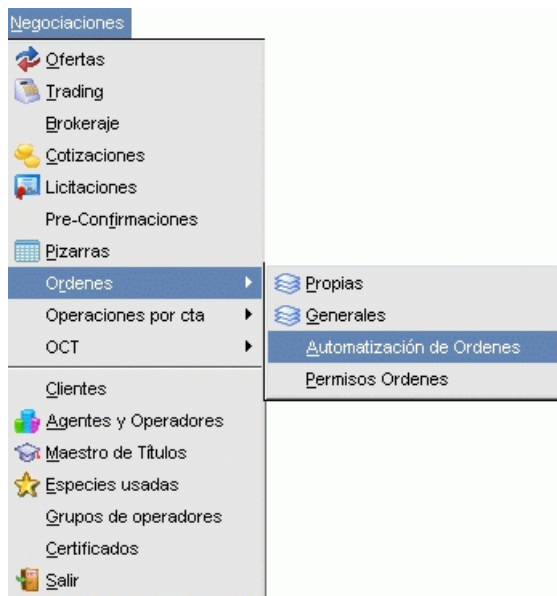 Negociaciones
Ofertas
Trading
Brokeraje
Cotizaciones
Licitaciones
Pre-Confirmaciones
Pizarras
Ordenes
Operaciones por cta
OCT
Clientes
Agentes y Operadores
Maestro de Títulos
Especies usadas
Grupos de operadores
Certificados
Salir
Propias
Generales
Automatización de Ordenes
Permisos Ordenes